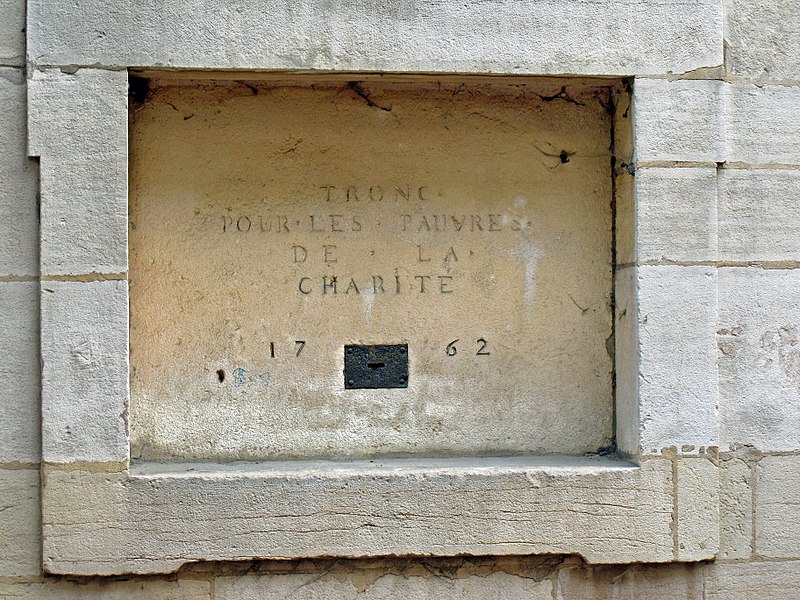 TRONC
POUR·LES·PAUVRES·
DE·LA·
CHARITÉ
17 62